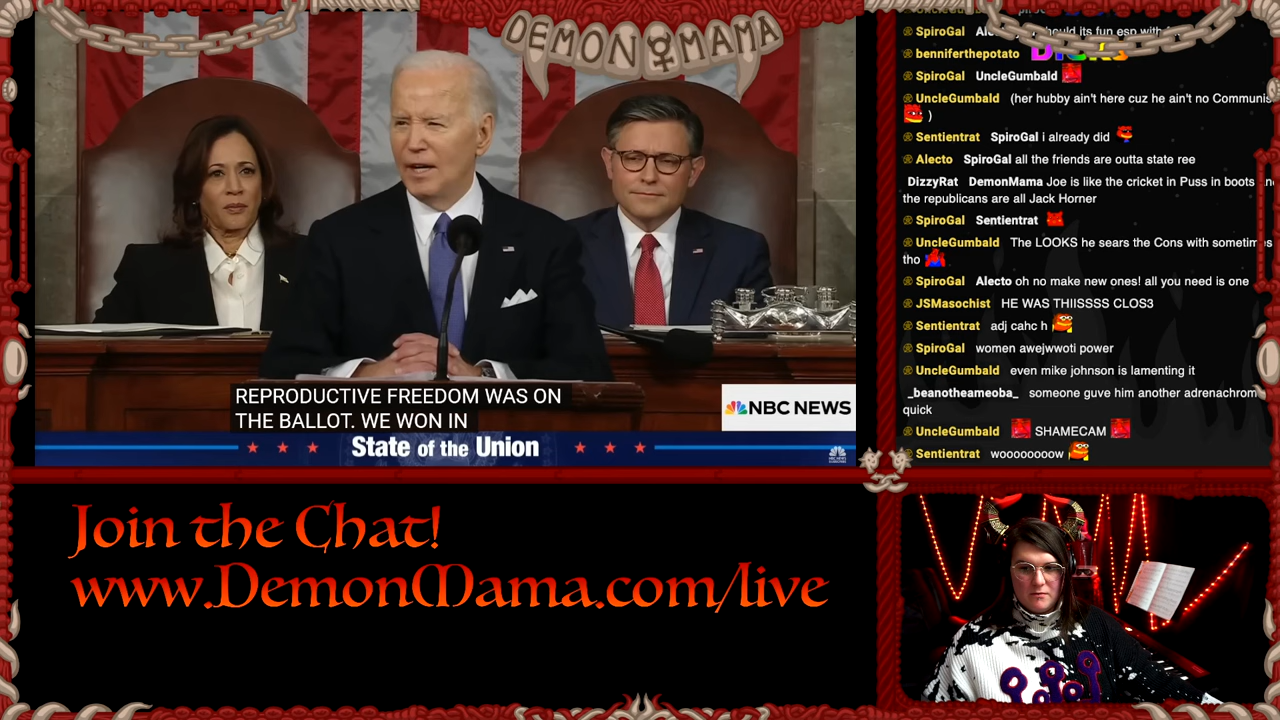 DEMON MAMA
REPRODUCTIVE FREEDOM WAS ON
THE BALLOT. WE WON IN
NBC NEWS
State of the Union
Join the Chat!
www.DemonMama.com/live
SpiroGal
benniferthepotato
SpiroGal UncleGumbald
UncleGumbald (her hubby ain't here cuz he ain't no Communis
)
Sentientrat SpiroGal i already did
Alecto SpiroGal all the friends are outta state ree
DizzyRat DemonMama Joe is like the cricket in Puss in boots
the republicans are all Jack Horner
SpiroGal Sentientrat
UncleGumbald The LOOKS he sears the Cons with sometimes
tho
SpiroGal Alecto oh no make new ones! all you need is one
JSMasochist HE WAS THIISSSS CLOS3
Sentientrat adj cahc h
SpiroGal women awejwwoti power
UncleGumbald even mike johnson is lamenting it
_beanotheameoba_ someone guve him another adrenachrom
quick
UncleGumbald SHAMECAM
Sentientrat woooooooow